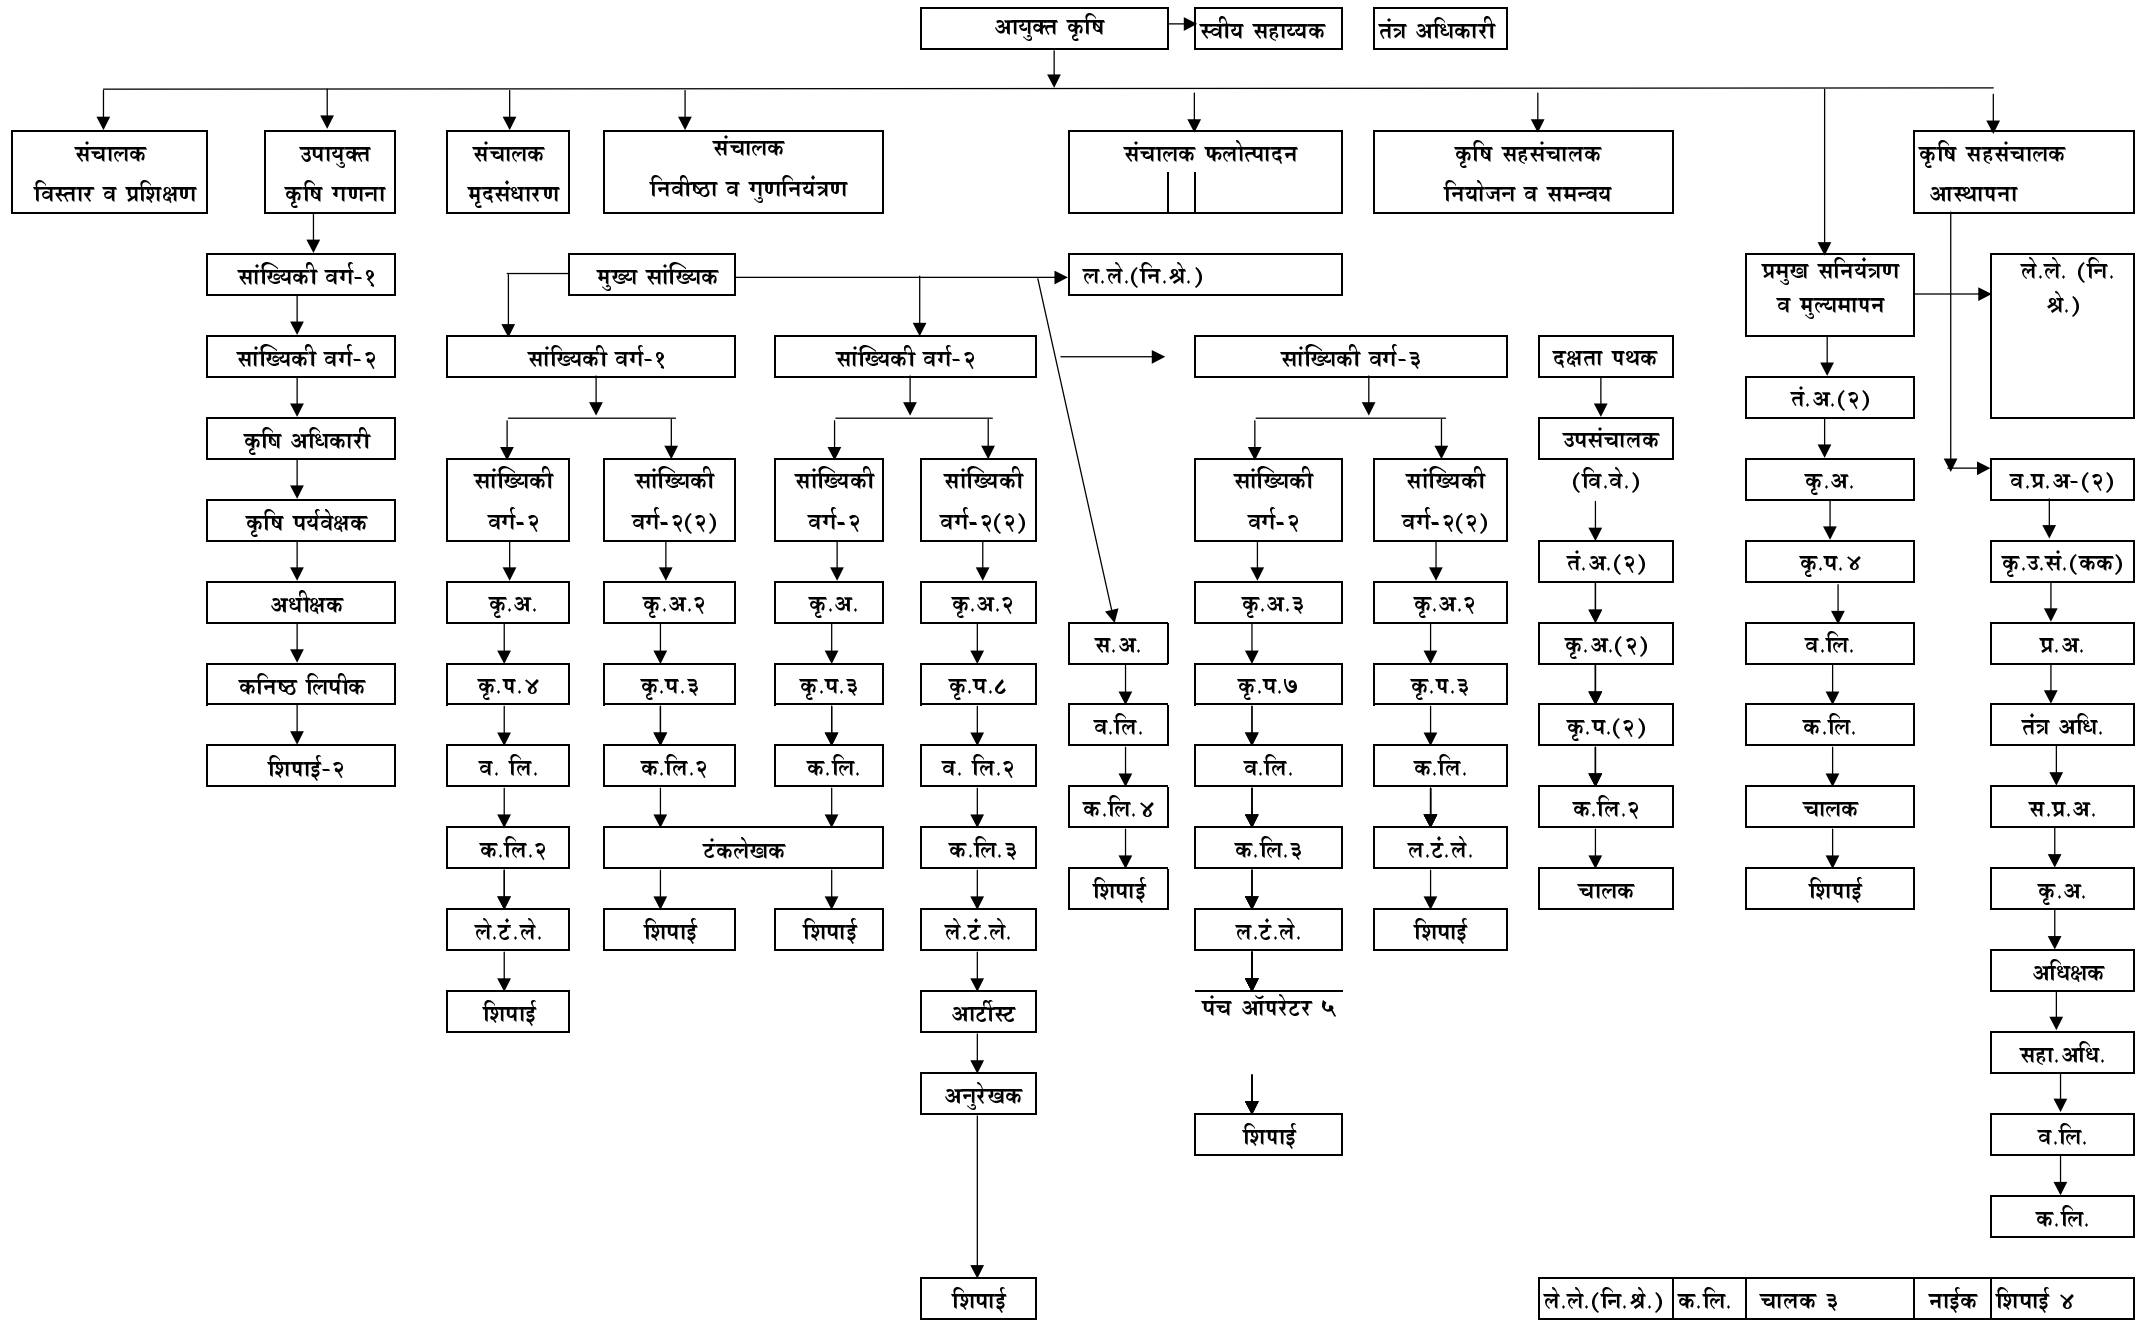 आयुक्त कृषि
स्वीय सहाय्यक
तंत्र अधिकारी
संचालक
विस्तार व प्रशिक्षण
उपायुक्त
कृषि गणना
संचालक
मृदसंधारण
संचालक
निवीष्ठा व गुणनियंत्रण
संचालक फलोत्पादन
कृषि सहसंचालक
नियोजन व समन्वय
कृषि सहसंचालक
आस्थापना
सांख्यिकी वर्ग-१
मुख्य सांख्यिक
ल.ले.(नि.श्रे.)
प्रमुख सनियंत्रण
व मुल्यमापन
ले.ले. (नि.
श्रे.)
सांख्यिकी वर्ग-२
सांख्यिकी वर्ग-१
सांख्यिकी वर्ग-२
सांख्यिकी वर्ग-३
दक्षता पथक
तं.अ.(२)
कृषि अधिकारी
उपसंचालक
(वि.वे.)
सांख्यिकी
वर्ग-२
सांख्यिकी
वर्ग-२(२)
सांख्यिकी
वर्ग-२
सांख्यिकी
वर्ग-२(२)
सांख्यिकी
वर्ग-२
सांख्यिकी
वर्ग-२(२)
कृ.अ.
व.प्र.अ-(२)
कृषि पर्यवेक्षक
तं.अ.(२)
कृ.प.४
कृ.उ.सं.(कक)
अधीक्षक
कृ.अ.
कृ.अ.२
कृ.अ.
कृ.अ.२
कृ.अ.३
कृ.अ.२
स.अ.
कृ.अ.(२)
व.लि.
प्र.अ.
कनिष्ठ लिपीक
कृ.प.४
कृ.प.३
कृ.प.३
कृ.प.८
कृ.प.७
कृ.प.३
व.लि.
कृ.प.(२)
क.लि.
तंत्र अधि.
शिपाई-२
व. लि.
क.लि.२
क.लि.
व. लि.२
व.लि.
क.लि.
क.लि.४
क.लि.२
चालक
स.प्र.अ.
क.लि.२
टंकलेखक
क.लि.३
क.लि.३
ल.टं.ले.
शिपाई
चालक
शिपाई
कृ.अ.
ले.टं.ले.
शिपाई
शिपाई
ले.टं.ले.
ल.टं.ले.
शिपाई
अधिक्षक
शिपाई
आर्टीस्ट
पंच ऑपरेटर ५
सहा.अधि.
अनुरेखक
शिपाई
व.लि.
क.लि.
शिपाई
ले.ले.(नि.श्रे.) क.लि. चालक ३ नाईक शिपाई ४